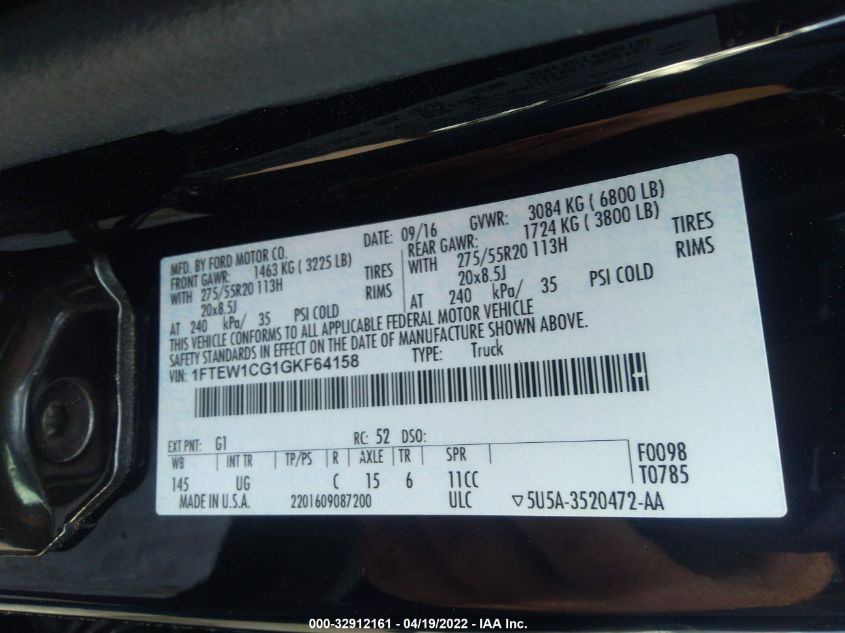 MFD. BY FORD MOTOR CO. DATE: 09/16 GVWR: 3084 KG ( 6800 LB)
FRONT GAWR: 1463 KG ( 3225 LB) REAR GAWR: 1724 KG ( 3800 LB)
WITH 275/55R20 113H TIRES WITH 275/55R20 113H TIRES
20x8.5J RIMS 20x8.5J RIMS
AT 240 kPa/ 35 PSI COLD AT 240 kPa/ 35 PSI COLD
THIS VEHICLE CONFORMS TO ALL APPLICABLE FEDERAL MOTOR VEHICLE
SAFETY STANDARDS IN EFFECT ON THE DATE OF MANUFACTURE SHOWN ABOVE.
VIN: 1FTEW1CG1GKF64158 TYPE: Truck
EXT PNT: G1 RC: 52 DSO:
WB INT TR TP/PS R AXLE TR SPR F0098
145 UG C 15 6 11CC T0785
MADE IN U.S.A. 2201609087200 ULC ▽5U5A-3520472-AA
000-32912161 - 04/19/2022 - IAA Inc.